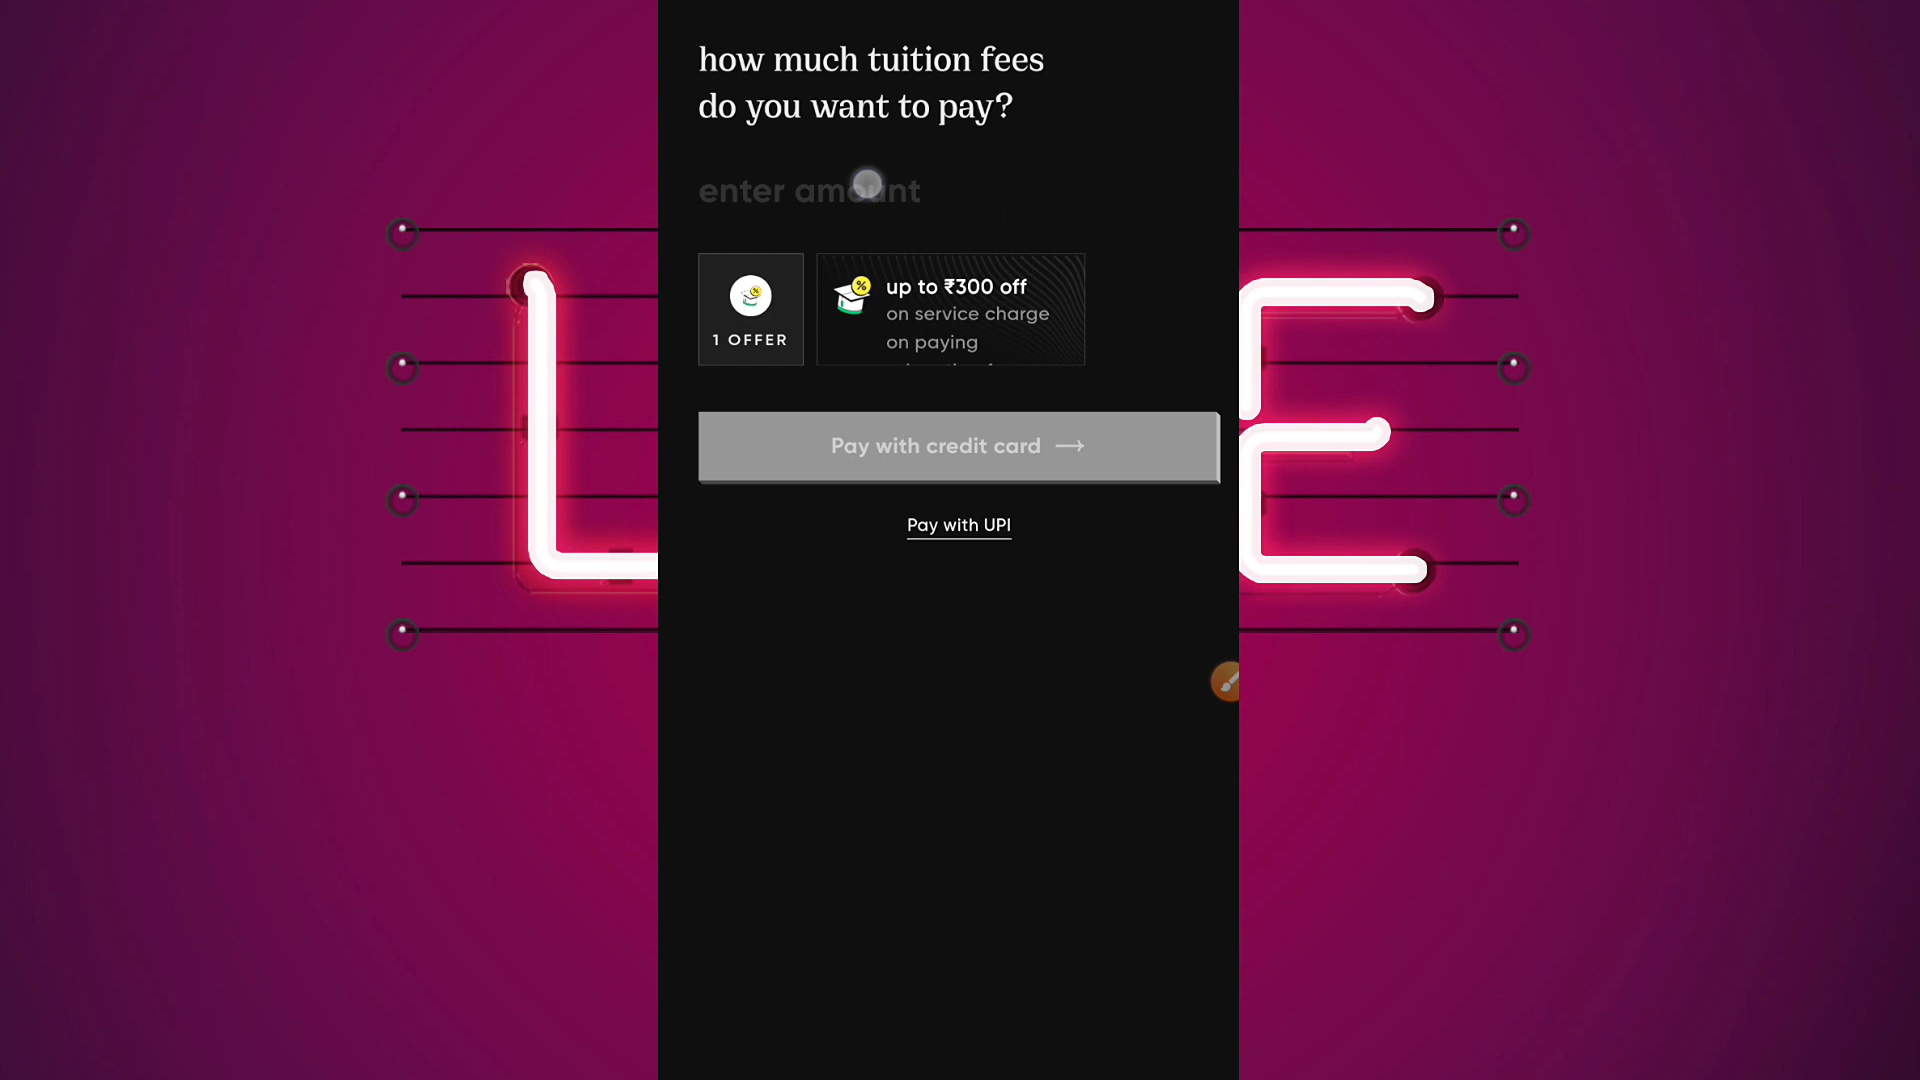 how much tuition fees
do you want to pay?
enter amount
1 OFFER
up to ₹300 off
on service charge
on paying
Pay with credit card
Pay with UPI
L
E